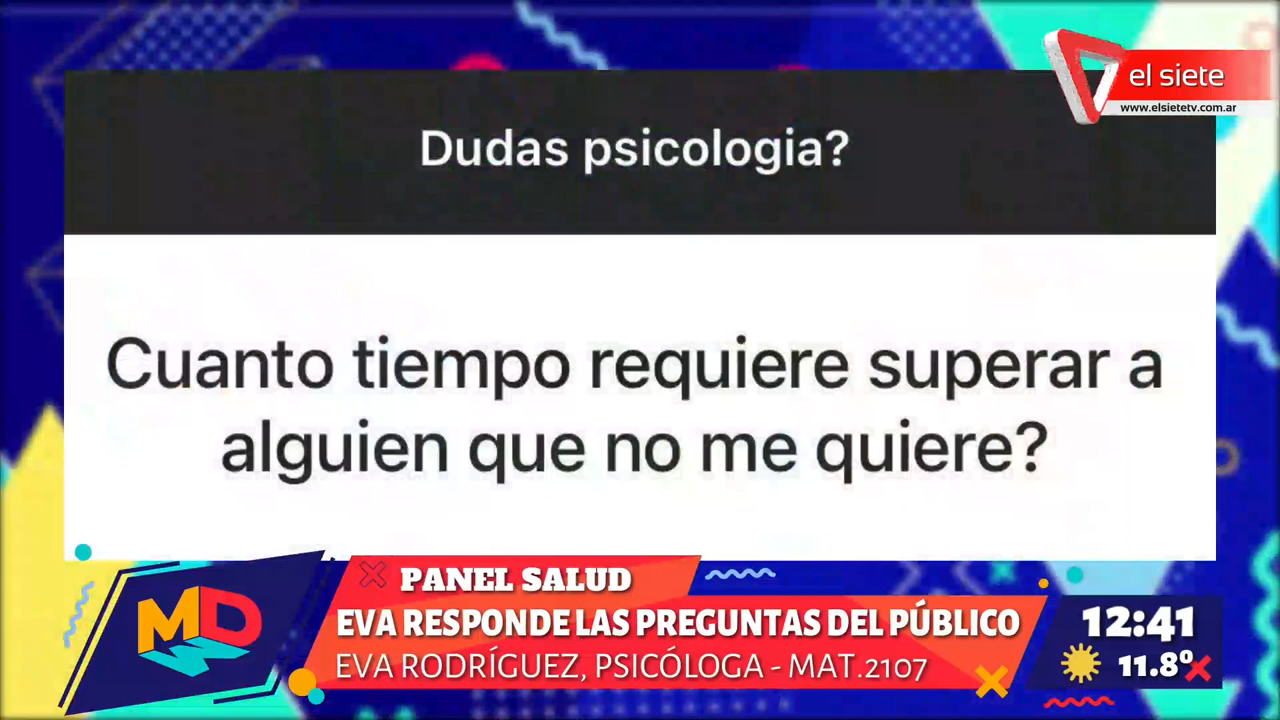 el siete
www.elsietetv.com.ar
Dudas psicologia?
Cuanto tiempo requiere superar a
alguien que no me quiere?
PANEL SALUD
EVA RESPONDE LAS PREGUNTAS DEL PÚBLICO
EVA RODRÍGUEZ, PSICÓLOGA - MAT.2107
MD
12:41
11.8º